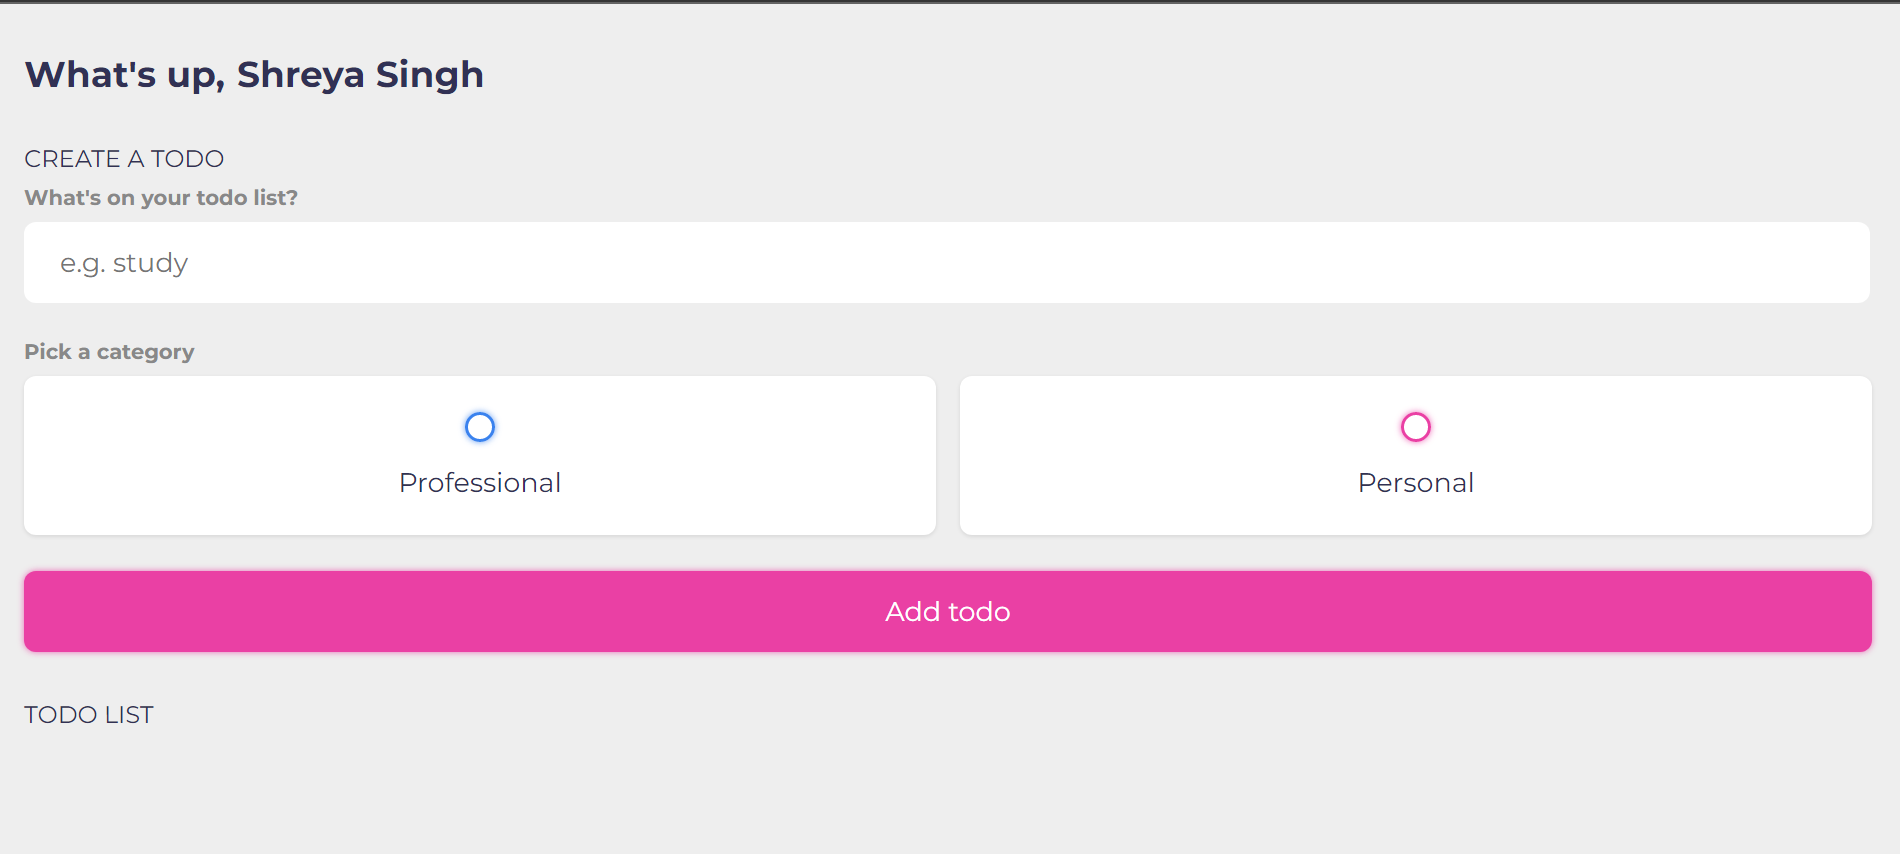 What's up, Shreya Singh
CREATE A TODO
What's on your todo list?
e.g. study
Pick a category
Professional
Personal
Add todo
TODO LIST